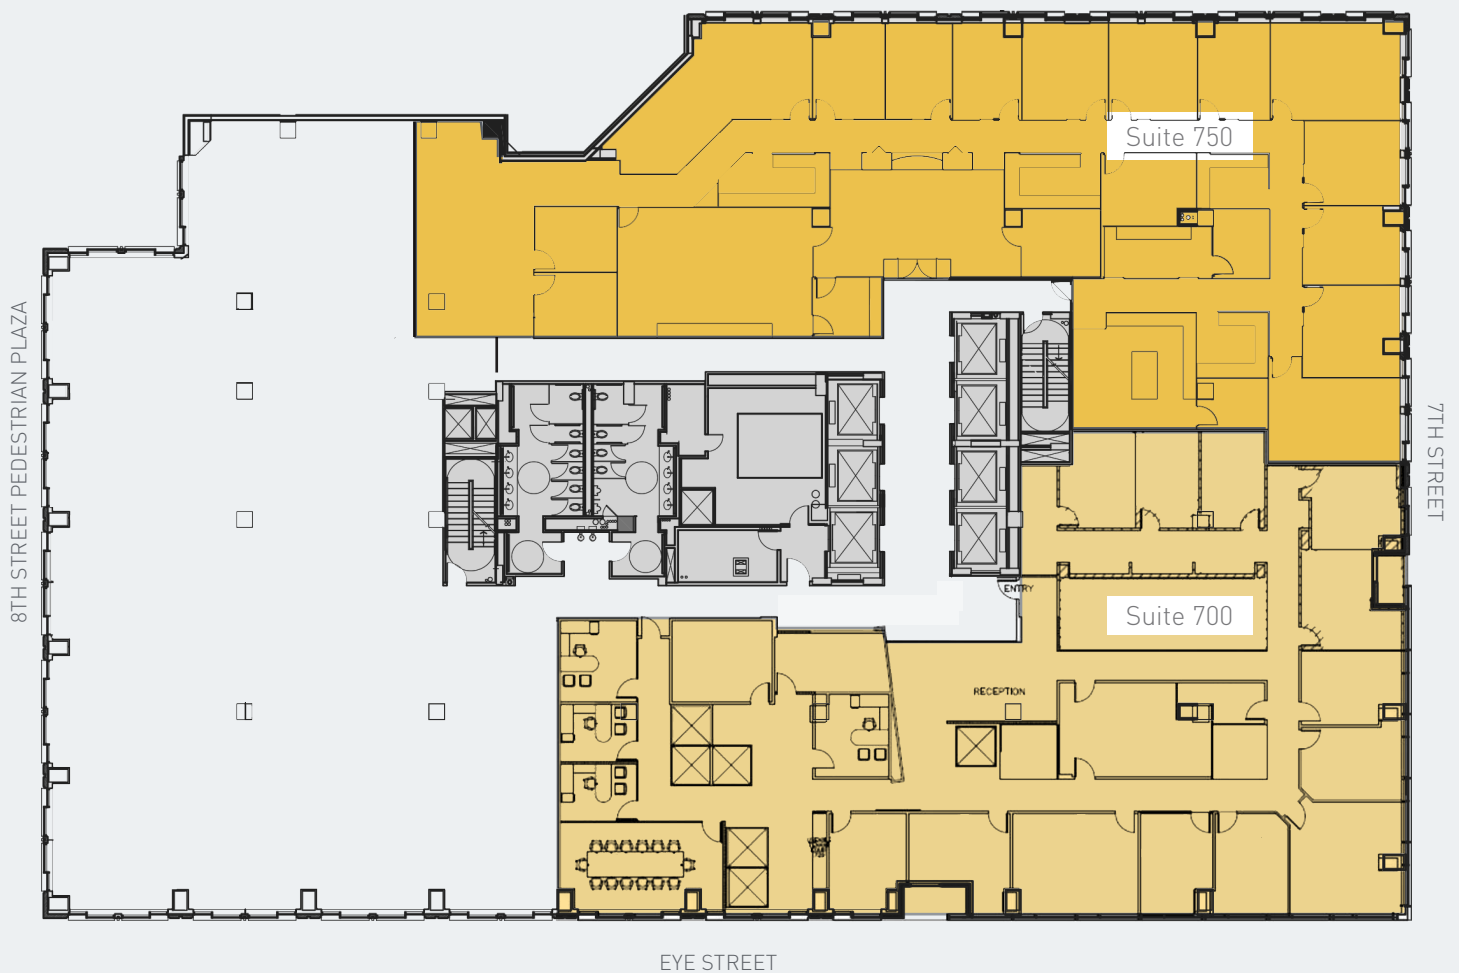 Suite 750
8TH STREET PEDESTRIAN PLAZA
7TH STREET
ENTRY
Suite 700
RECEPTION
EYE STREET